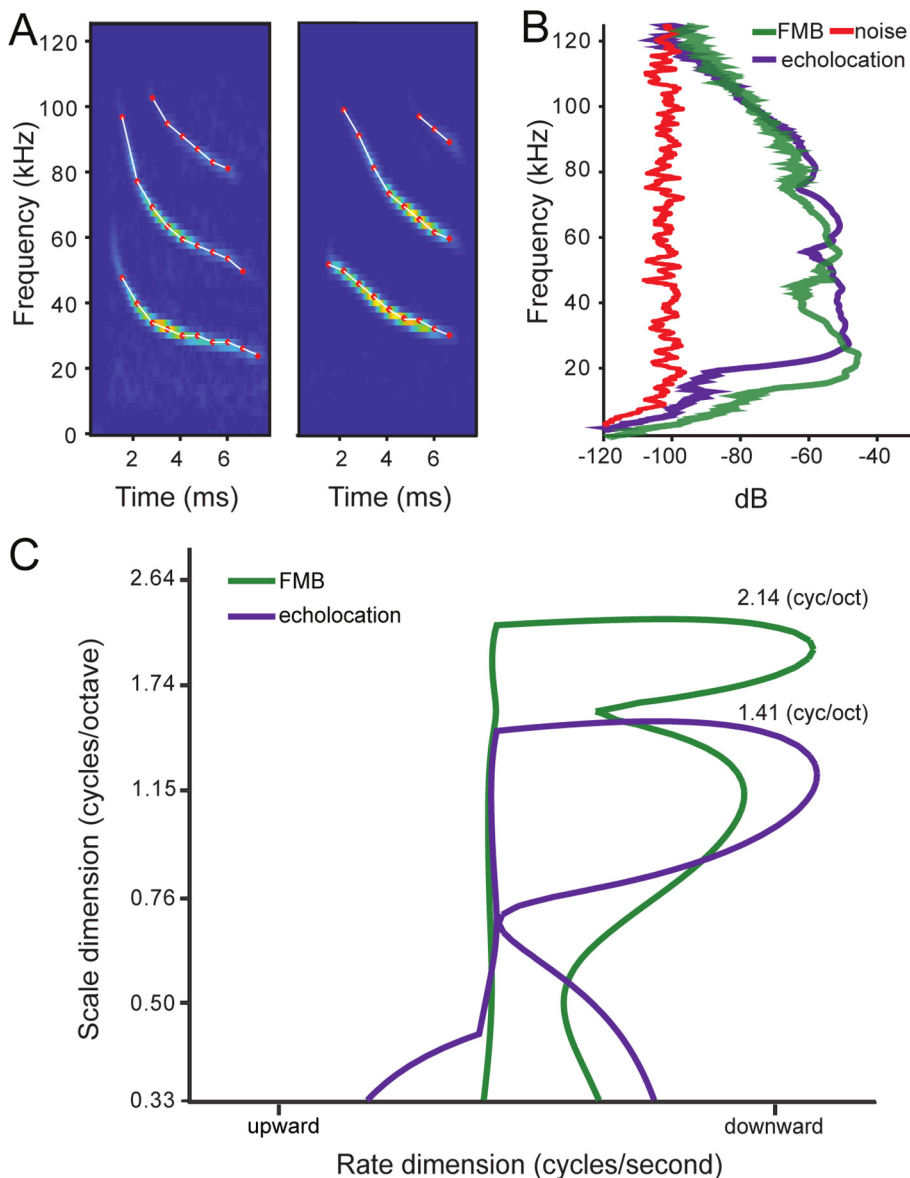 A
Frequency (kHz)
120
100
80
60
40
20
0
2 4 6
2 4 6
Time (ms)
Time (ms)
B
FMB noise
echolocation
Frequency (kHz)
120
100
80
60
40
20
-120 -100 -80 -60 -40
dB
C
FMB
echolocation
2.14 (cyc/oct)
1.41 (cyc/oct)
Scale dimension (cycles/octave)
2.64
1.74
1.15
0.76
0.50
0.33
upward downward
Rate dimension (cycles/second)